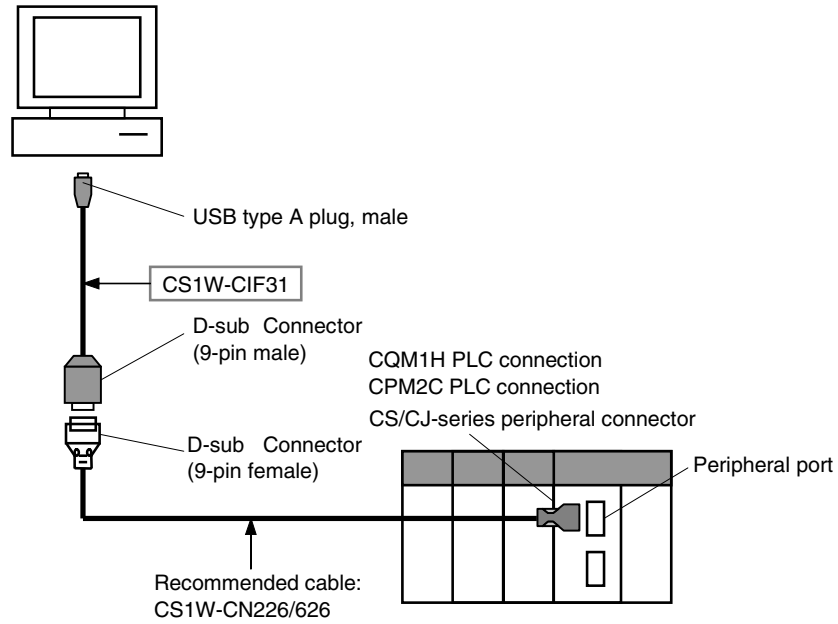 USB type A plug, male
CS1W-CIF31
D-sub Connector
(9-pin male)
CQM1H PLC connection
CPM2C PLC connection
CS/CJ-series peripheral connector
D-sub Connector
(9-pin female)
Peripheral port
Recommended cable:
CS1W-CN226/626